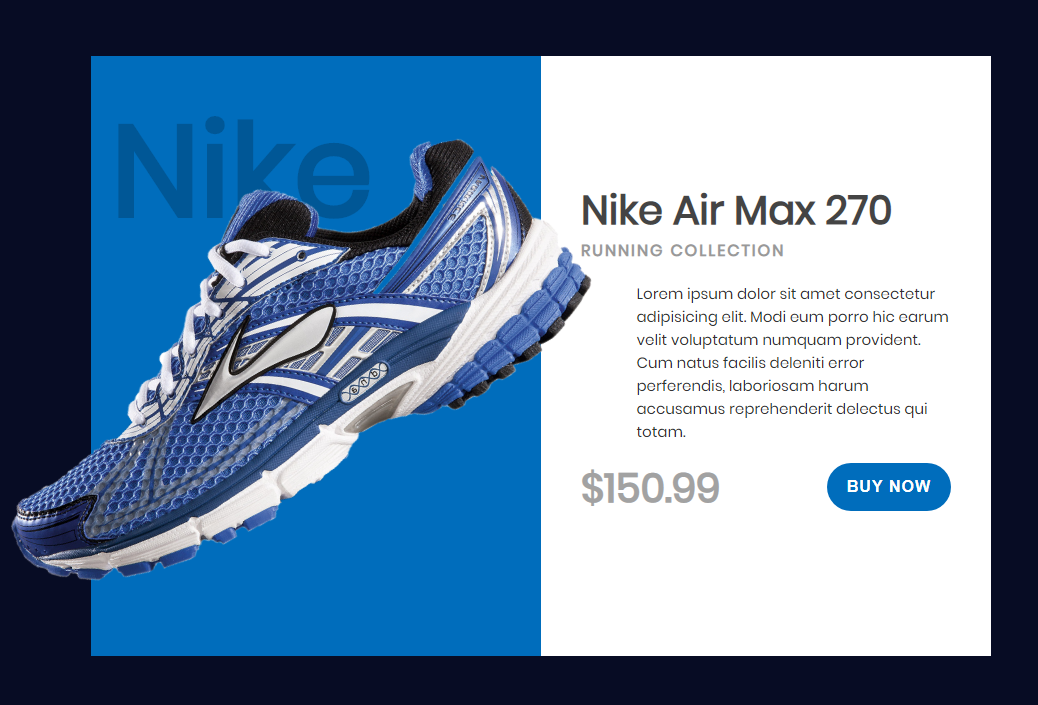 Nike
Nike Air Max 270
RUNNING COLLECTION
Lorem ipsum dolor sit amet consectetur
adipisicing elit. Modi eum porro hic earum
velit voluptatum numquam provident.
Cum natus facilis deleniti error
perferendis, laboriosam harum
accusamus reprehenderit delectus qui
totam.
$150.99
BUY NOW